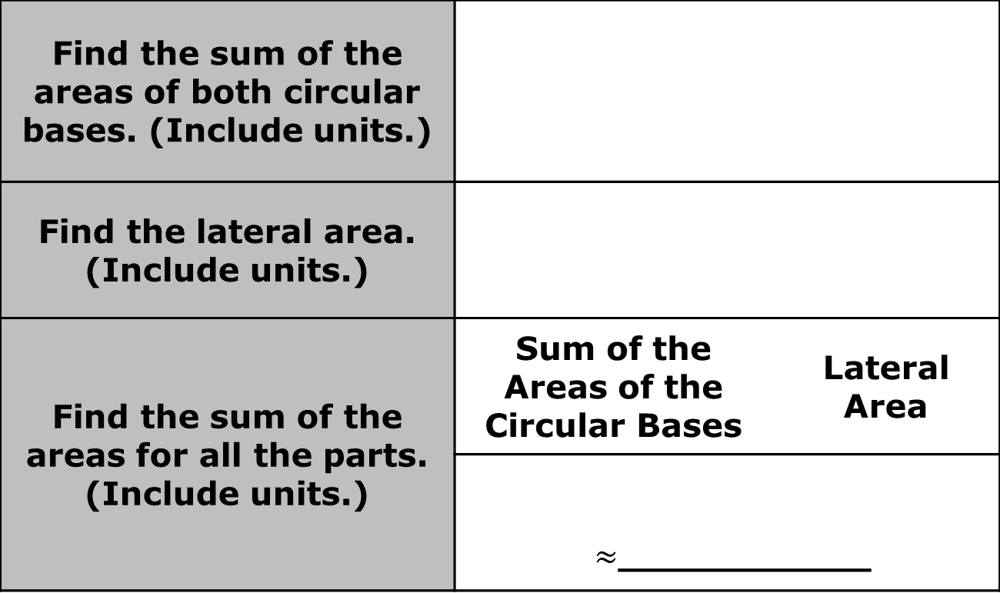 Find the sum of the
areas of both circular
bases. (Include units.)
Find the lateral area.
(Include units.)
Find the sum of the
areas for all the parts.
(Include units.)
Sum of the
Areas of the
Circular Bases
Lateral
Area
≈